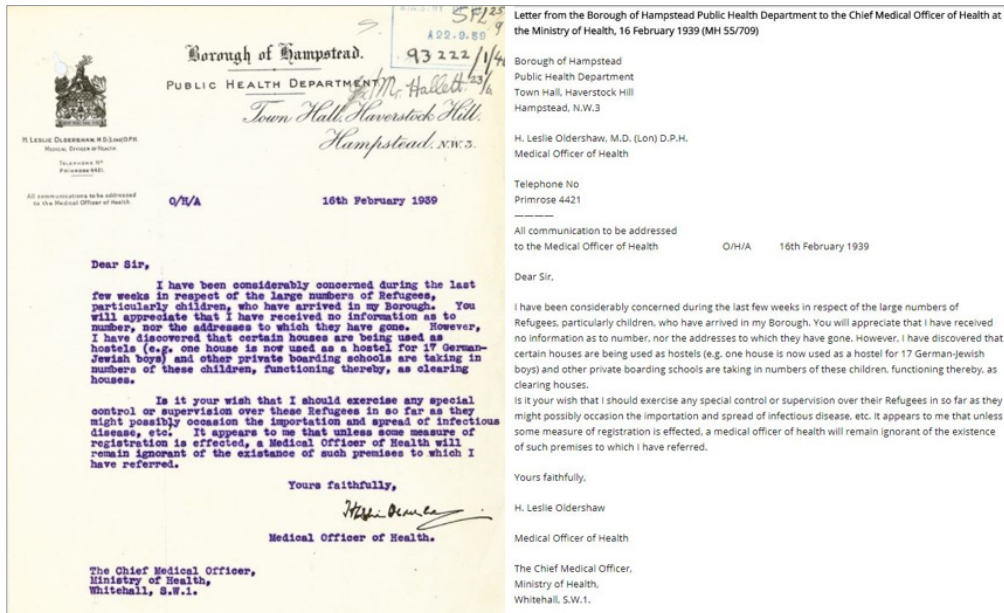 A22.9.59
93222/1/4
Mr. Hallett
Borough of Hampstead.
PUBLIC HEALTH DEPARTMENT
Town Hall, Haverstock Hill,
Hampstead. N.W.3.
H. LESLIE OLDERSHAW, M.D.(LOND) D.P.H.
MEDICAL OFFICER OF HEALTH
TELEPHONE Nº
PRIMROSE 4421.
All communications to be addressed
to the Medical Officer of Health
O/H/A 16th February 1939
Dear Sir,
I have been considerably concerned during the last
few weeks in respect of the large numbers of Refugees,
particularly children, who have arrived in my Borough. You
will appreciate that I have received no information as to
number, nor the addresses to which they have gone. However,
I have discovered that certain houses are being used as
hostels (e.g. one house is now used as a hostel for 17 German-
Jewish boys) and other private boarding schools are taking in
numbers of these children, functioning thereby, as clearing
houses.
Is it your wish that I should exercise any special
control or supervision over these Refugees in so far as they
might possibly occasion the importation and spread of infectious
disease, etc. It appears to me that unless some measure of
registration is effected, a Medical Officer of Health will
remain ignorant of the existance of such premises to which I
have referred.
Yours faithfully,
Medical Officer of Health.
The Chief Medical Officer,
Ministry of Health,
Whitehall, S.W.1.
Letter from the Borough of Hampstead Public Health Department to the Chief Medical Officer of Health at
the Ministry of Health, 16 February 1939 (MH 55/709)
Borough of Hampstead
Public Health Department
Town Hall, Haverstock Hill
Hampstead, N.W.3
H. Leslie Oldershaw, M.D. (Lon) D.P.H.
Medical Officer of Health
Telephone No
Primrose 4421
————
All communication to be addressed
to the Medical Officer of Health O/H/A 16th February 1939
Dear Sir,
I have been considerably concerned during the last few weeks in respect of the large numbers of
Refugees, particularly children, who have arrived in my Borough. You will appreciate that I have received
no information as to number, nor the addresses to which they have gone. However, I have discovered that
certain houses are being used as hostels (e.g. one house is now used as a hostel for 17 German-Jewish
boys) and other private boarding schools are taking in numbers of these children, functioning thereby, as
clearing houses.
Is it your wish that I should exercise any special control or supervision over their Refugees in so far as they
might possibly occasion the importation and spread of infectious disease, etc. It appears to me that unless
some measure of registration is effected, a medical officer of health will remain ignorant of the existence
of such premises to which I have referred.
Yours faithfully,
H. Leslie Oldershaw
Medical Officer of Health
The Chief Medical Officer,
Ministry of Health,
Whitehall, S.W.1.